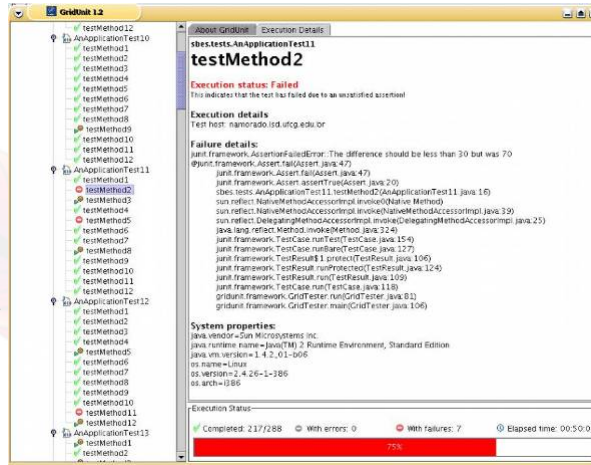 GridUnit 1.2
testMethod12
AnApplicationTest10
testMethod1
testMethod2
testMethod3
testMethod4
testMethod5
testMethod6
testMethod7
testMethod8
testMethod9
testMethod10
testMethod11
testMethod12
AnApplicationTest11
testMethod1
testMethod2
testMethod3
testMethod4
testMethod5
testMethod6
testMethod7
testMethod8
testMethod9
testMethod10
testMethod11
testMethod12
AnApplicationTest12
testMethod1
testMethod2
testMethod3
testMethod4
testMethod5
testMethod6
testMethod7
testMethod8
testMethod9
testMethod10
testMethod11
testMethod12
AnApplicationTest13
testMethod1
testMethod2
About GridUnit Execution Details
sbes.tests.AnApplicationTest11
testMethod2
Execution status: Failed
This indicates that the test has failed due to an unsatisfied assertion!
Execution details
Test host: namorado.lsd.ufcg.edu.br
Failure details:
junit.framework.AssertionFailedError: The difference should be less than 30 but was 70
@junit.framework.Assert.fail(Assert.java:47)
junit.framework.Assert.fail(Assert.java:47)
junit.framework.Assert.assertTrue(Assert.java:20)
sbes.tests.AnApplicationTest11.testMethod2(AnApplicationTest11.java:16)
sun.reflect.NativeMethodAccessorImpl.invoke0(Native Method)
sun.reflect.NativeMethodAccessorImpl.invoke(NativeMethodAccessorImpl.java:39)
sun.reflect.DelegatingMethodAccessorImpl.invoke(DelegatingMethodAccessorImpl.java:25)
java.lang.reflect.Method.invoke(Method.java:324)
junit.framework.TestCase.runTest(TestCase.java:154)
junit.framework.TestCase.runBare(TestCase.java:127)
junit.framework.TestResult$1.protect(TestResult.java:106)
junit.framework.TestResult.runProtected(TestResult.java:124)
junit.framework.TestResult.run(TestResult.java:109)
junit.framework.TestCase.run(TestCase.java:118)
gridunit.framework.GridTester.run(GridTester.java:81)
gridunit.framework.GridTester.main(GridTester.java:106)
System properties:
java.vendor=Sun Microsystems Inc.
java.runtime.name=Java(TM) 2 Runtime Environment, Standard Edition
java.vm.version=1.4.2_01-b06
os.name=Linux
os.version=2.4.26-1-386
os.arch=i386
Execution Status
Completed: 217/288 With errors: 0 With failures: 7 Elapsed time: 00:50:0
75%